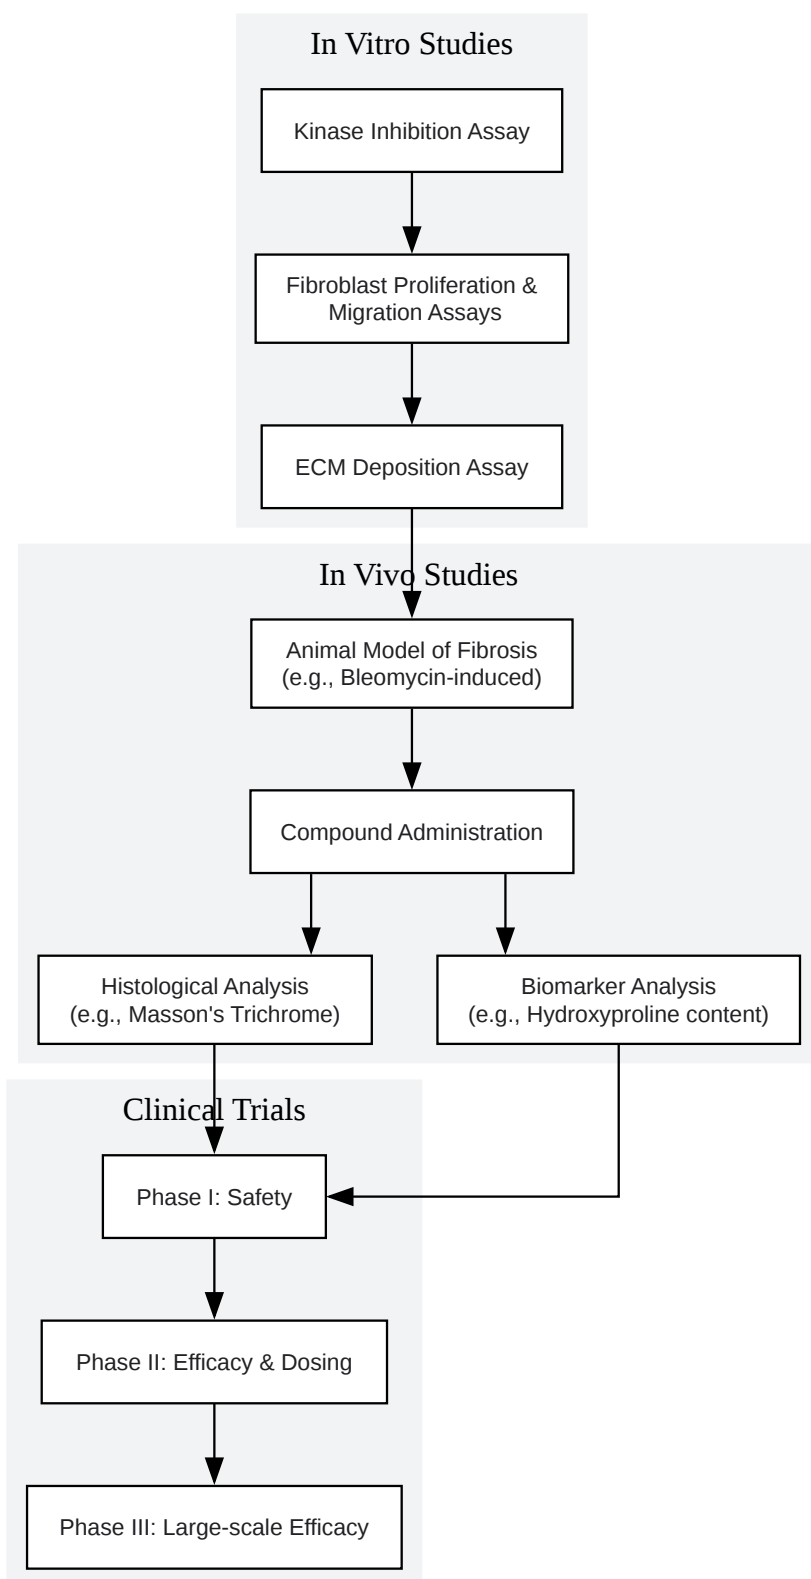 In Vitro Studies
Kinase Inhibition Assay
Fibroblast Proliferation &
Migration Assays
ECM Deposition Assay
In Vivo Studies
Animal Model of Fibrosis
(e.g., Bleomycin-induced)
Compound Administration
Histological Analysis
(e.g., Masson's Trichrome)
Biomarker Analysis
(e.g., Hydroxyproline content)
Clinical Trials
Phase I: Safety
Phase II: Efficacy & Dosing
Phase III: Large-scale Efficacy